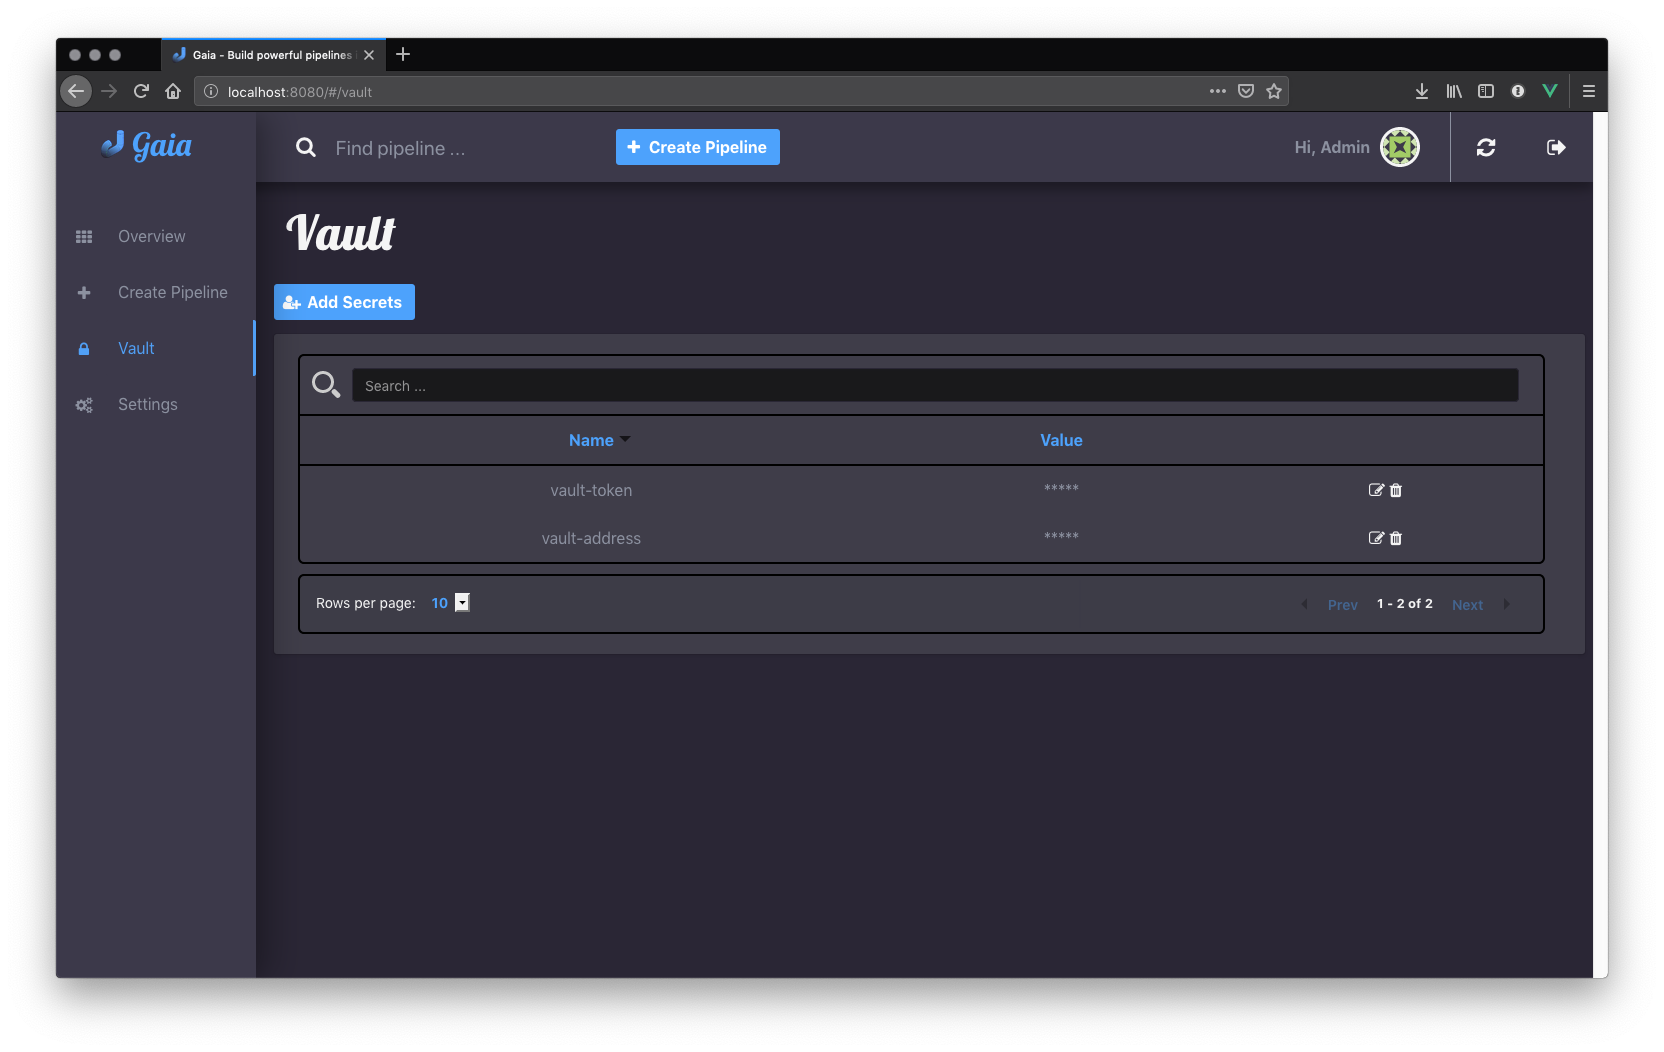 Gaia - Build powerful pipelines
localhost:8080/#/vault
Gaia
Find pipeline ...
Create Pipeline
Hi, Admin
Overview
Create Pipeline
Vault
Settings
Vault
Add Secrets
Search ...
Name Value
vault-token *****
vault-address *****
Rows per page: 10
Prev 1 - 2 of 2 Next